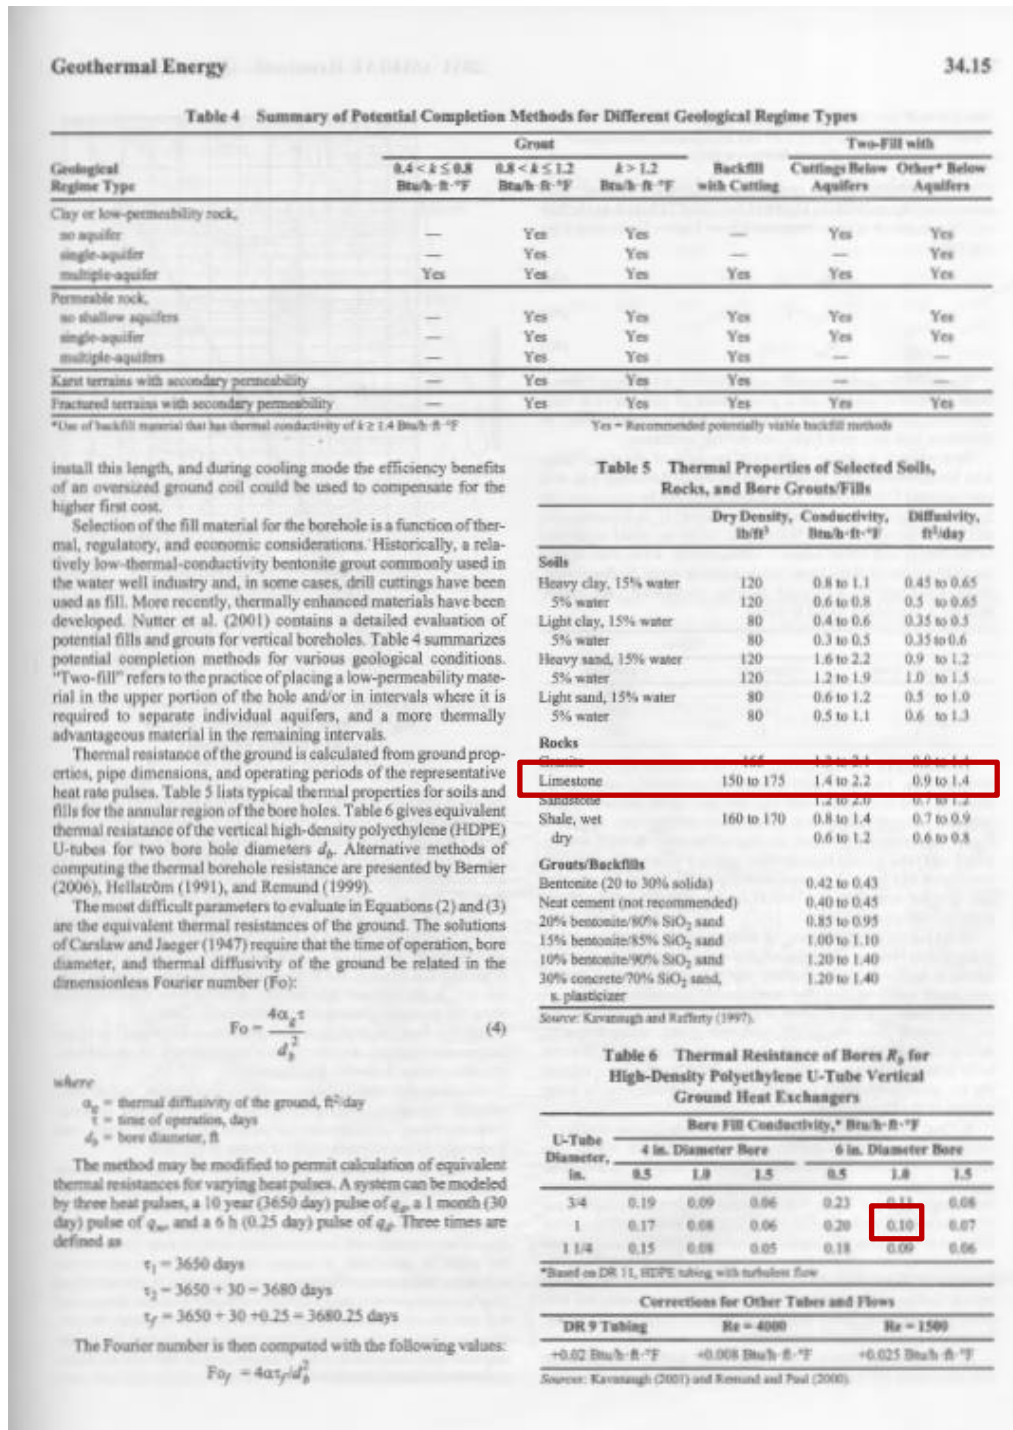 Geothermal Energy 34.15
Table 4 Summary of Potential Completion Methods for Different Geological Regime Types
Grout Two-Fill with
Geological 0.4 < k ≤ 0.8 0.8 < k ≤ 1.2 k > 1.2 Backfill Cuttings Below Other* Below
Regime Type Btu/h·ft·°F Btu/h·ft·°F Btu/h·ft·°F with Cutting Aquifers Aquifers
Clay or low-permeability rock,
no aquifer — Yes Yes — Yes Yes
single-aquifer — Yes Yes — — Yes
multiple-aquifer Yes Yes Yes Yes Yes Yes
Permeable rock,
no shallow aquifers — Yes Yes Yes Yes Yes
single-aquifer — Yes Yes Yes Yes Yes
multiple-aquifers — Yes Yes Yes — —
Karst terrains with secondary permeability — Yes Yes Yes — —
Fractured terrains with secondary permeability — Yes Yes Yes Yes Yes
*Use of backfill material that has thermal conductivity of k ≥ 1.4 Btu/h·ft·°F Yes = Recommended potentially viable backfill methods
install this length, and during cooling mode the efficiency benefits
of an oversized ground coil could be used to compensate for the
higher first cost.
Selection of the fill material for the borehole is a function of ther-
mal, regulatory, and economic considerations. Historically, a rela-
tively low-thermal-conductivity bentonite grout commonly used in
the water well industry and, in some cases, drill cuttings have been
used as fill. More recently, thermally enhanced materials have been
developed. Nutter et al. (2001) contains a detailed evaluation of
potential fills and grouts for vertical boreholes. Table 4 summarizes
potential completion methods for various geological conditions.
"Two-fill" refers to the practice of placing a low-permeability mate-
rial in the upper portion of the hole and/or in intervals where it is
required to separate individual aquifers, and a more thermally
advantageous material in the remaining intervals.
Thermal resistance of the ground is calculated from ground prop-
erties, pipe dimensions, and operating periods of the representative
heat rate pulses. Table 5 lists typical thermal properties for soils and
fills for the annular region of the bore holes. Table 6 gives equivalent
thermal resistance of the vertical high-density polyethylene (HDPE)
U-tubes for two bore hole diameters d_b. Alternative methods of
computing the thermal borehole resistance are presented by Bernier
(2006), Hellström (1991), and Remund (1999).
The most difficult parameters to evaluate in Equations (2) and (3)
are the equivalent thermal resistances of the ground. The solutions
of Carslaw and Jaeger (1947) require that the time of operation, bore
diameter, and thermal diffusivity of the ground be related in the
dimensionless Fourier number (Fo):
Fo = 4α_g τ / d_b² (4)
where
α_g = thermal diffusivity of the ground, ft²/day
τ = time of operation, days
d_b = bore diameter, ft
The method may be modified to permit calculation of equivalent
thermal resistances for varying heat pulses. A system can be modeled
by three heat pulses, a 10 year (3650 day) pulse of q_a, a 1 month (30
day) pulse of q_m, and a 6 h (0.25 day) pulse of q_d. Three times are
defined as
τ₁ = 3650 days
τ₂ = 3650 + 30 = 3680 days
τ_f = 3650 + 30 +0.25 = 3680.25 days
The Fourier number is then computed with the following values:
Fo_f = 4ατ_f/d_b²
Table 5 Thermal Properties of Selected Soils,
Rocks, and Bore Grouts/Fills
Dry Density, Conductivity, Diffusivity,
lb/ft³ Btu/h·ft·°F ft²/day
Soils
Heavy clay, 15% water 120 0.8 to 1.1 0.45 to 0.65
5% water 120 0.6 to 0.8 0.5 to 0.65
Light clay, 15% water 80 0.4 to 0.6 0.35 to 0.5
5% water 80 0.3 to 0.5 0.35 to 0.6
Heavy sand, 15% water 120 1.6 to 2.2 0.9 to 1.2
5% water 120 1.2 to 1.9 1.0 to 1.5
Light sand, 15% water 80 0.6 to 1.2 0.5 to 1.0
5% water 80 0.5 to 1.1 0.6 to 1.3
Rocks
Granite 165 0.9 to 1.4
Limestone 150 to 175 1.4 to 2.2 0.9 to 1.4
Sandstone 1.2 to 2.0 0.7 to 1.2
Shale, wet 160 to 170 0.8 to 1.4 0.7 to 0.9
dry 0.6 to 1.2 0.6 to 0.8
Grouts/Backfills
Bentonite (20 to 30% solids) 0.42 to 0.43
Neat cement (not recommended) 0.40 to 0.45
20% bentonite/80% SiO₂ sand 0.85 to 0.95
15% bentonite/85% SiO₂ sand 1.00 to 1.10
10% bentonite/90% SiO₂ sand 1.20 to 1.40
30% concrete/70% SiO₂ sand, 1.20 to 1.40
s. plasticizer
Source: Kavanaugh and Rafferty (1997).
Table 6 Thermal Resistance of Bores R_b for
High-Density Polyethylene U-Tube Vertical
Ground Heat Exchangers
Bore Fill Conductivity,* Btu/h·ft·°F
U-Tube
Diameter, 4 in. Diameter Bore 6 in. Diameter Bore
in. 0.5 1.0 1.5 0.5 1.0 1.5
3/4 0.19 0.09 0.06 0.23 0.11 0.08
1 0.17 0.08 0.06 0.20 0.10 0.07
1 1/4 0.15 0.08 0.05 0.18 0.09 0.06
*Based on DR 11, HDPE tubing with turbulent flow
Corrections for Other Tubes and Flows
DR 9 Tubing Re = 4000 Re = 1500
+0.02 Btu/h·ft·°F +0.008 Btu/h·ft·°F +0.025 Btu/h·ft·°F
Sources: Kavanaugh (2001) and Remund and Paul (2000).